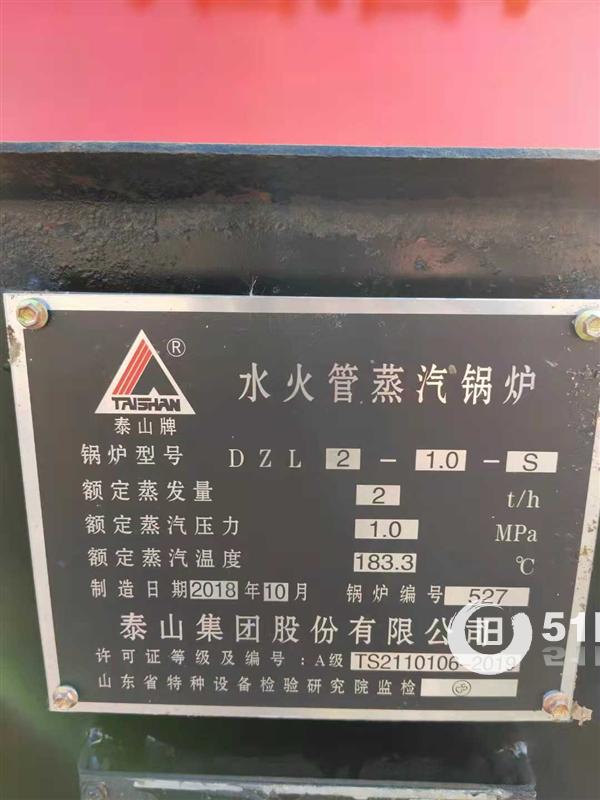 TAISHAN ®
泰山牌
水火管蒸汽锅炉
锅炉型号 DZL 2 - 1.0 - S
额定蒸发量 2 t/h
额定蒸汽压力 1.0 MPa
额定蒸汽温度 183.3 ℃
制造日期 2018 年 10 月 锅炉编号 527
泰山集团股份有限公司
许可证等级及编号：A级 TS2110106-2019
山东省特种设备检验研究院监检